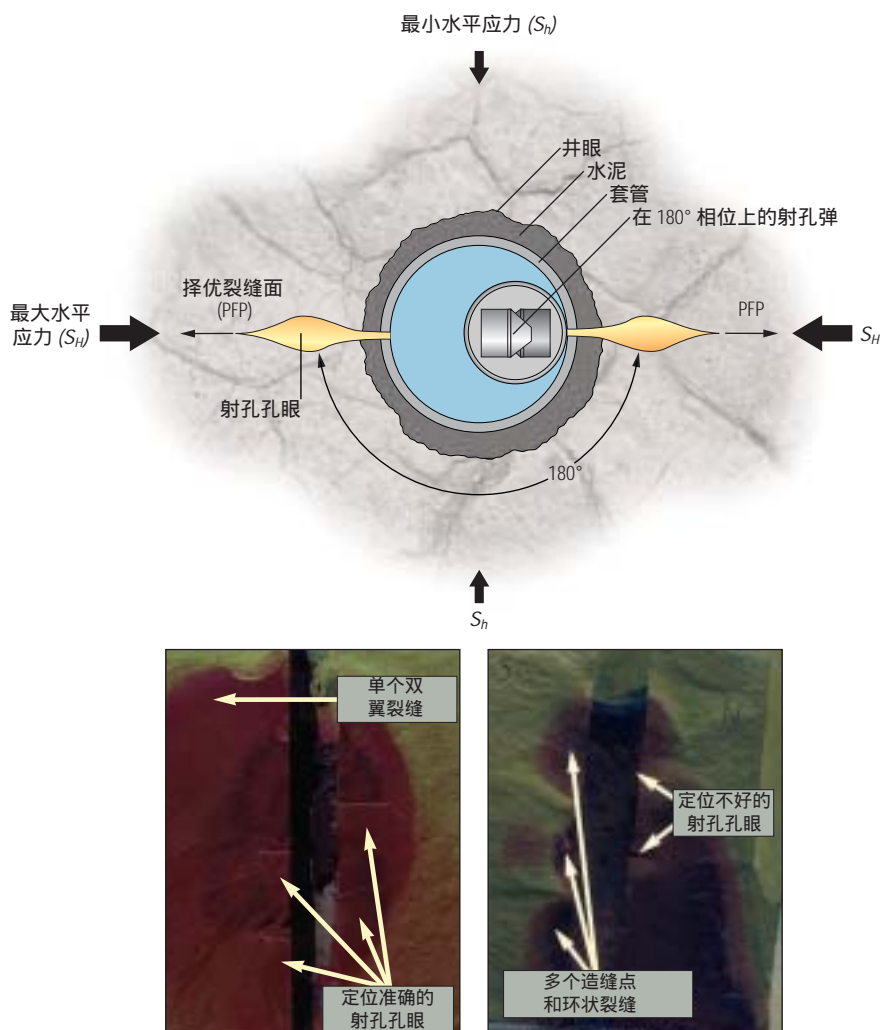 最小水平应力 (Sh)
井眼
水泥
套管
在 180° 相位上的射孔弹
最大水平
应力 (SH)
择优裂缝面
(PFP)
PFP
SH
射孔孔眼
180°
Sh
单个双
翼裂缝
定位准确的
射孔孔眼
定位不好的
射孔孔眼
多个造缝点
和环状裂缝